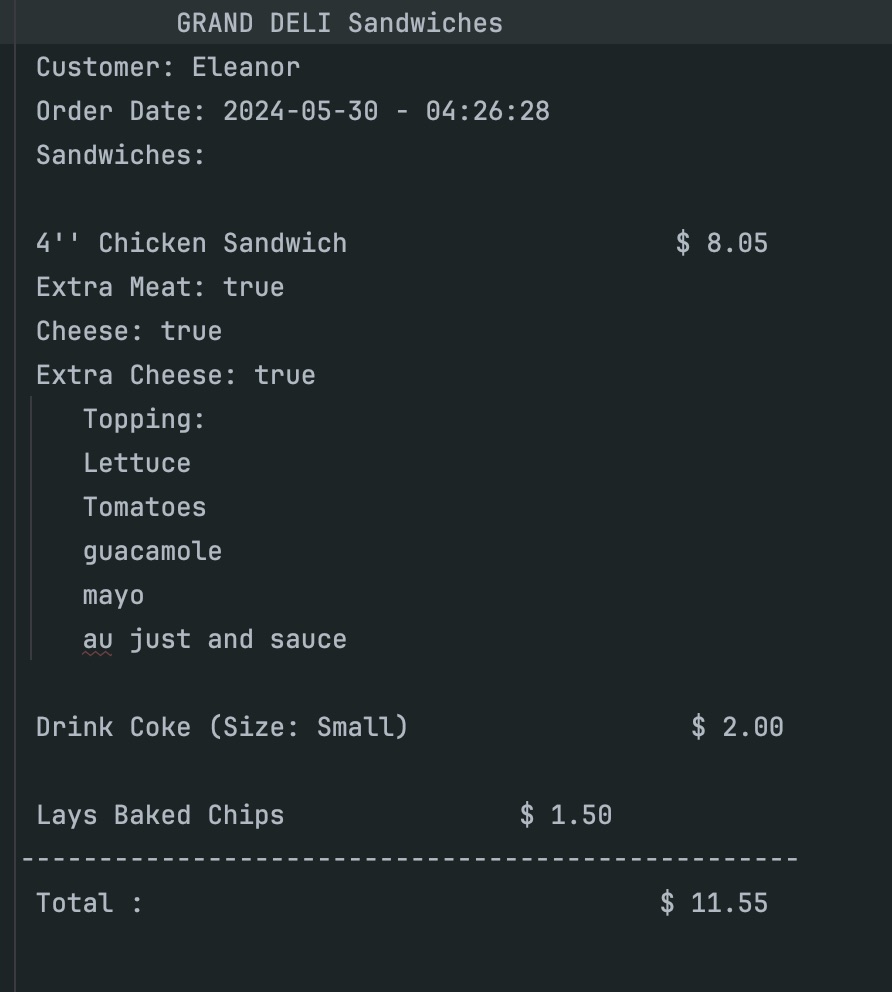 GRAND DELI Sandwiches
Customer: Eleanor
Order Date: 2024-05-30 - 04:26:28
Sandwiches:
4'' Chicken Sandwich $ 8.05
Extra Meat: true
Cheese: true
Extra Cheese: true
Topping:
Lettuce
Tomatoes
guacamole
mayo
au just and sauce
Drink Coke (Size: Small) $ 2.00
Lays Baked Chips $ 1.50
--------------------------------------------------
Total : $ 11.55